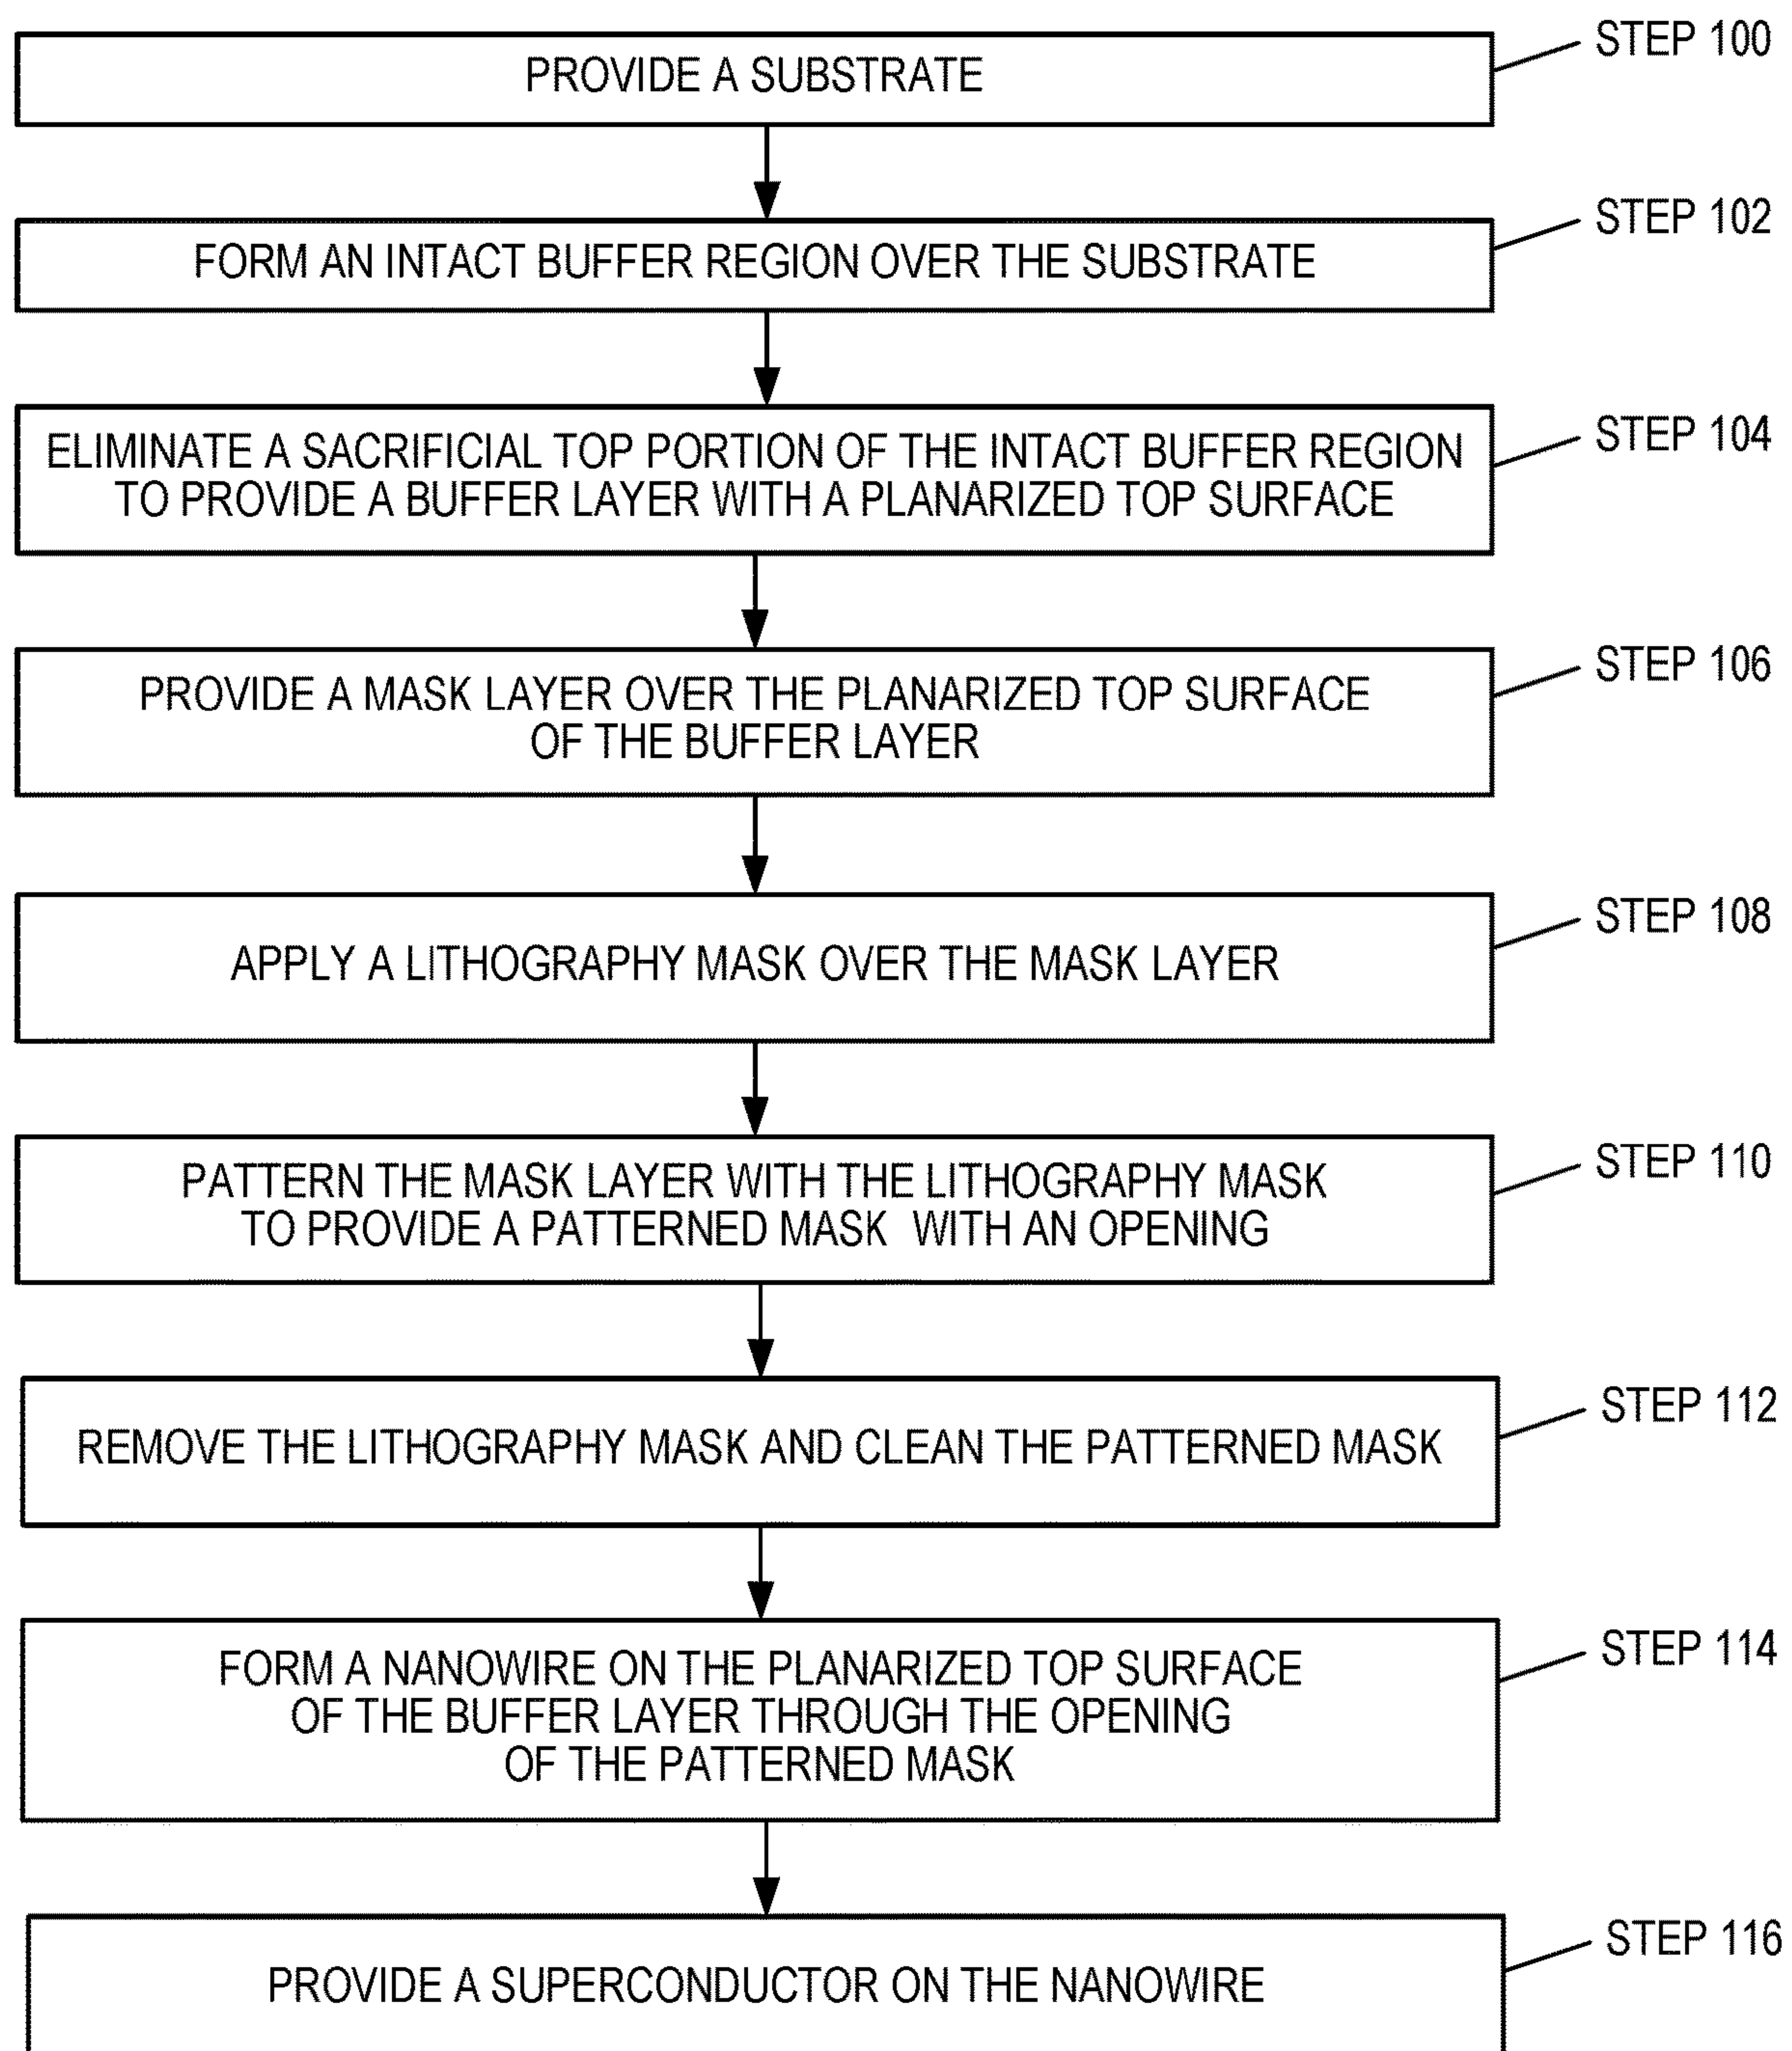 STEP 100
PROVIDE A SUBSTRATE
STEP 102
FORM AN INTACT BUFFER REGION OVER THE SUBSTRATE
STEP 104
ELIMINATE A SACRIFICIAL TOP PORTION OF THE INTACT BUFFER REGION
TO PROVIDE A BUFFER LAYER WITH A PLANARIZED TOP SURFACE
STEP 106
PROVIDE A MASK LAYER OVER THE PLANARIZED TOP SURFACE
OF THE BUFFER LAYER
STEP 108
APPLY A LITHOGRAPHY MASK OVER THE MASK LAYER
STEP 110
PATTERN THE MASK LAYER WITH THE LITHOGRAPHY MASK
TO PROVIDE A PATTERNED MASK WITH AN OPENING
STEP 112
REMOVE THE LITHOGRAPHY MASK AND CLEAN THE PATTERNED MASK
STEP 114
FORM A NANOWIRE ON THE PLANARIZED TOP SURFACE
OF THE BUFFER LAYER THROUGH THE OPENING
OF THE PATTERNED MASK
STEP 116
PROVIDE A SUPERCONDUCTOR ON THE NANOWIRE